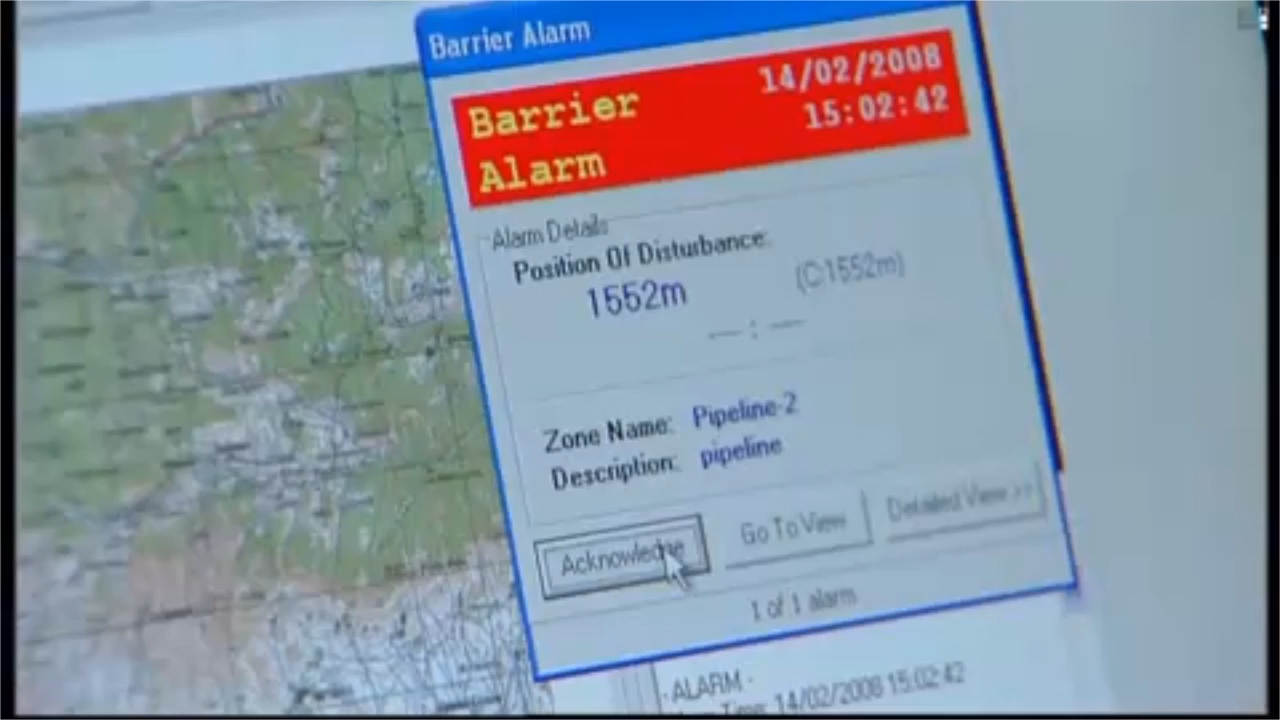 Barrier Alarm
Barrier
Alarm
14/02/2008
15:02:42
Alarm Details
Position Of Disturbance:
1552m
(C1552m)
--- : ---
Zone Name: Pipeline-2
Description: pipeline
Acknowledge
Go To View
Detailed View >>
1 of 1 alarm
- ALARM -
Time: 14/02/2008 15:02:42